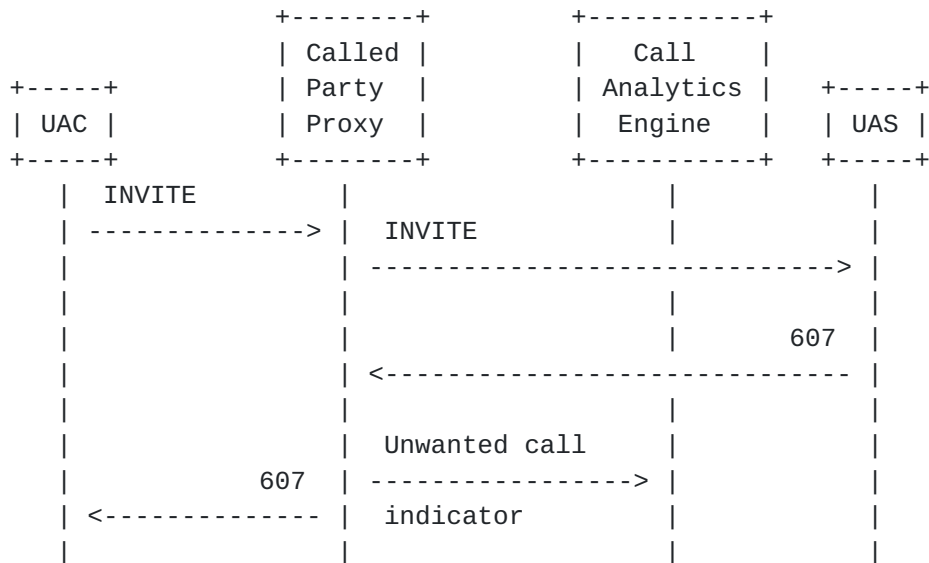 +--------+         +-----------+
| Called |         |   Call    |
+-----+          | Party  |         | Analytics |   +-----+
| UAC |          | Proxy  |         |  Engine   |   | UAS |
+-----+          +--------+         +-----------+   +-----+
|  INVITE         |                     |            |
| --------------> |  INVITE             |            |
|                 | ------------------------------> |
|                 |                     |            |
|                 |                     |       607  |
|                 | <------------------------------- |
|                 |                     |            |
|                 |  Unwanted call      |            |
|            607  | -----------------> |            |
| <-------------- |  indicator          |            |
|                 |                     |            |